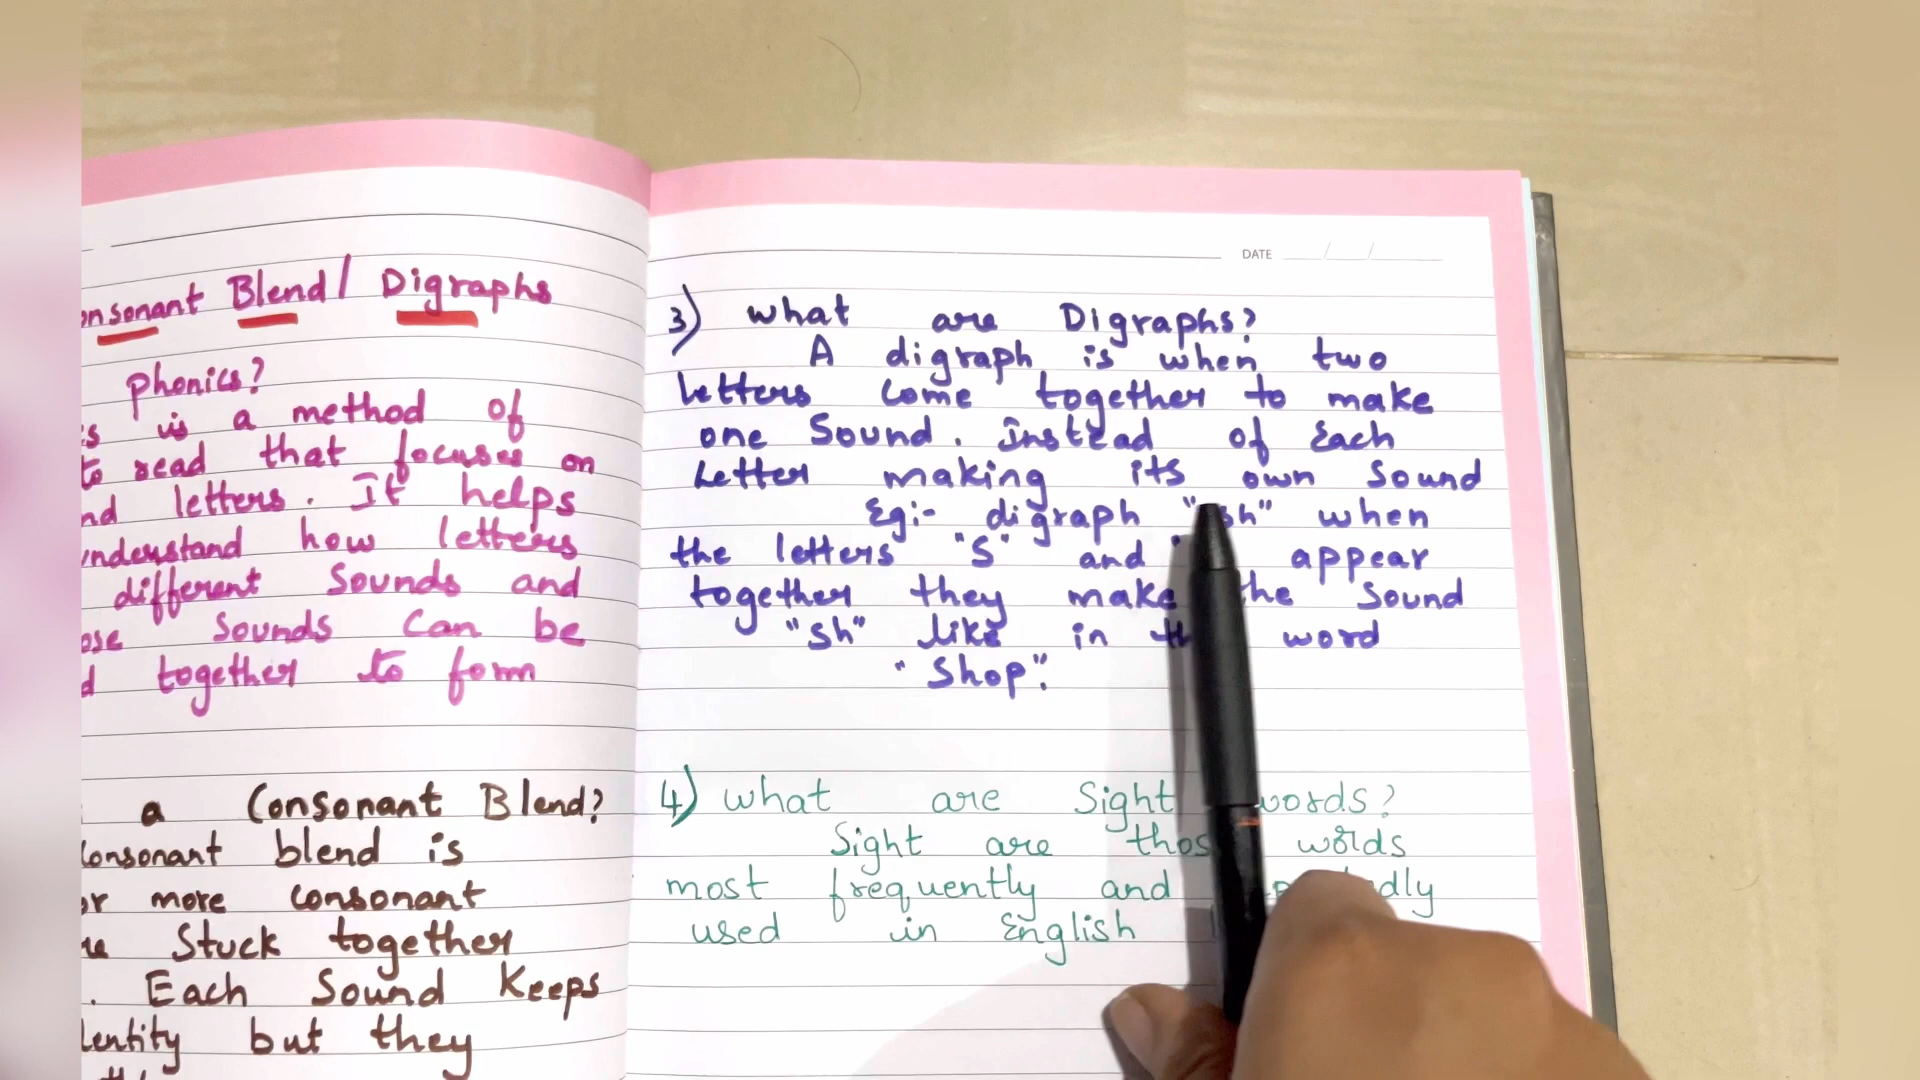 Consonant Blend / Digraphs
phonics?
is a method of
to read that focuses on
letters. It helps
understand how letters
different Sounds and
Sounds can be
together to form
a Consonant Blend?
Consonant blend is
or more consonant
Stuck together
. Each Sound Keeps
identity but they
DATE / /
3) what are Digraphs?
A digraph is when two
letters come together to make
one Sound. Instead of Each
Letter making its own Sound
Eg:- digraph "sh" when
the letters "S" and appear
together they make the Sound
"Sh" like in the word
"Shop".
4) what are Sight words?
Sight are those words
most frequently and
used in English